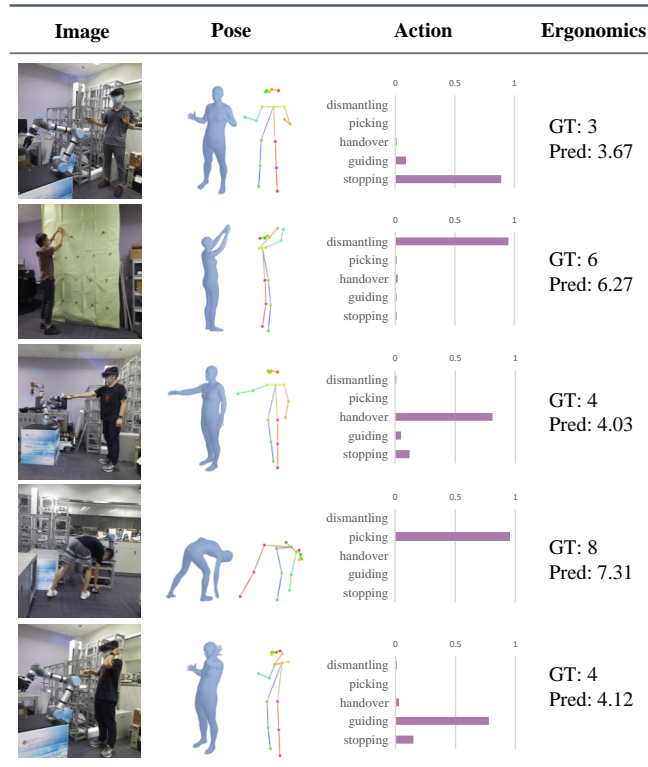 Image Pose Action Ergonomics
0 0.5 1
dismantling
picking
handover
guiding
stopping
GT: 3
Pred: 3.67
0 0.5 1
dismantling
picking
handover
guiding
stopping
GT: 6
Pred: 6.27
0 0.5 1
dismantling
picking
handover
guiding
stopping
GT: 4
Pred: 4.03
0 0.5 1
dismantling
picking
handover
guiding
stopping
GT: 8
Pred: 7.31
0 0.5 1
dismantling
picking
handover
guiding
stopping
GT: 4
Pred: 4.12